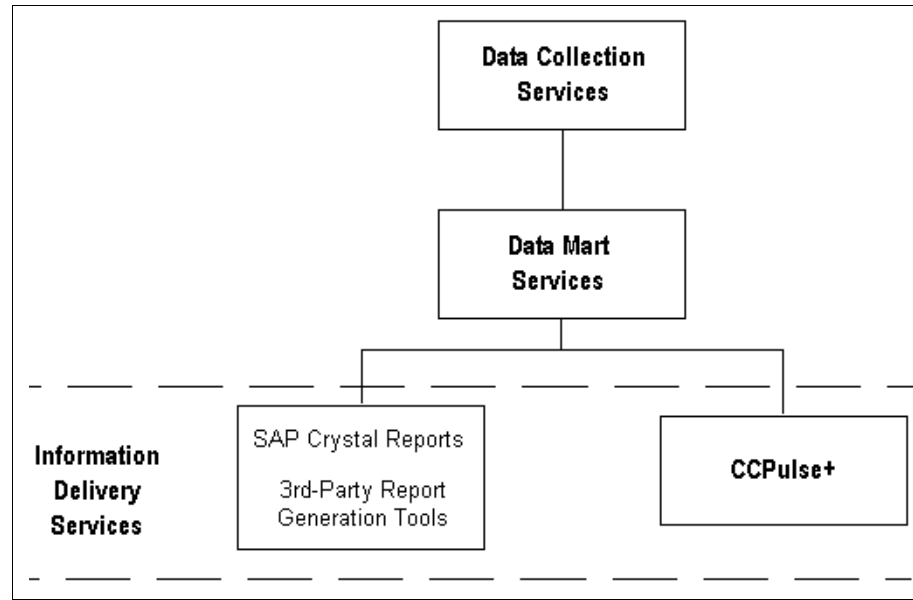 Data Collection
Services
Data Mart
Services
Information
Delivery
Services
SAP Crystal Reports
3rd-Party Report
Generation Tools
CCPulse+